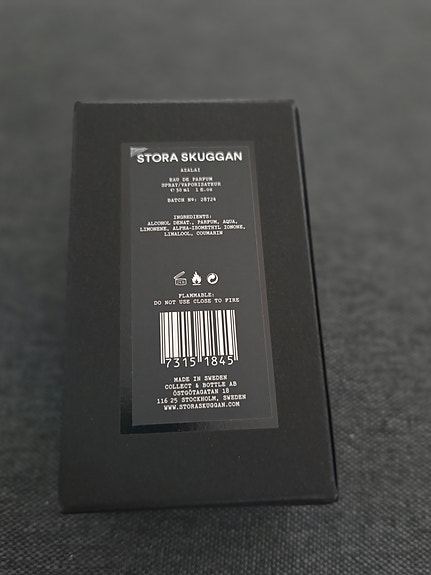 STORA SKUGGAN
AZALAI
EAU DE PARFUM
SPRAY/VAPORISATEUR
℮ 30 ml 1 fl.oz
BATCH Nº: 28724
INGREDIENTS:
ALCOHOL DENAT., PARFUM, AQUA,
LIMONENE, ALPHA-ISOMETHYL IONONE,
LINALOOL, COUMARIN
FLAMMABLE:
DO NOT USE CLOSE TO FIRE
7315 1845
MADE IN SWEDEN
COLLECT & BOTTLE AB
ÖSTGÖTAGATAN 18
116 25 STOCKHOLM, SWEDEN
WWW.STORASKUGGAN.COM